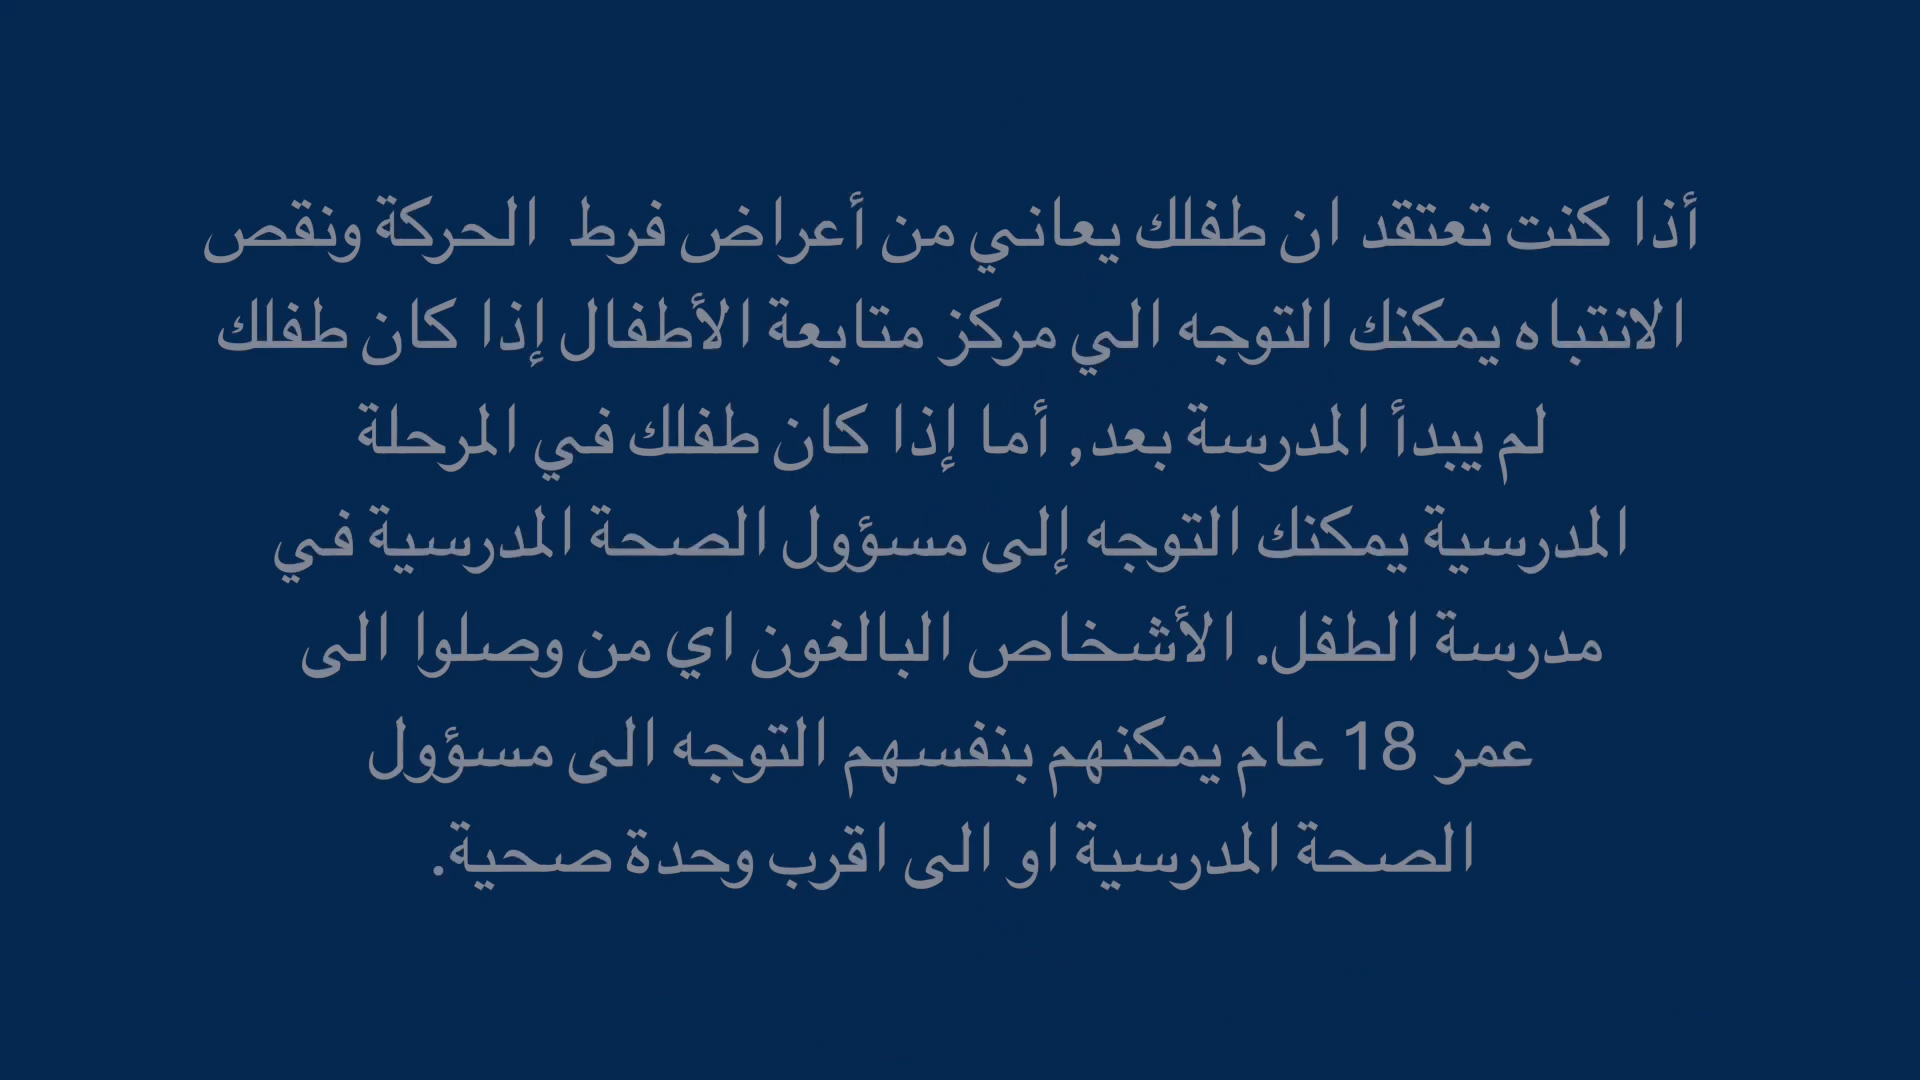 أذا كنت تعتقد ان طفلك يعاني من أعراض فرط الحركة ونقص
الانتباه يمكنك التوجه الي مركز متابعة الأطفال إذا كان طفلك
لم يبدأ المدرسة بعد, أما إذا كان طفلك في المرحلة
المدرسية يمكنك التوجه إلى مسؤول الصحة المدرسية في
مدرسة الطفل. الأشخاص البالغون اي من وصلوا الى
عمر 18 عام يمكنهم بنفسهم التوجه الى مسؤول
الصحة المدرسية او الى اقرب وحدة صحية.